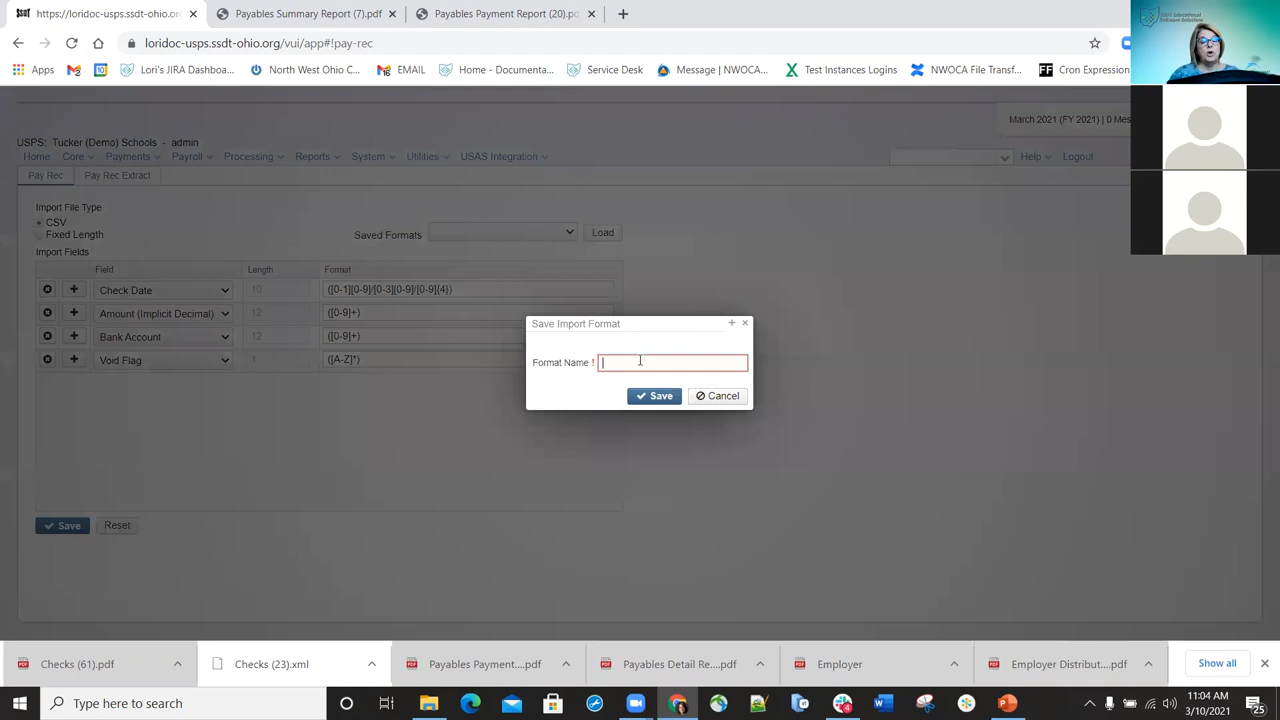 https://loridoc-usps.ssdt-ohio.org/ Payables Summary Report (7).pdf Payables Payment Report (20).pdf
loridoc-usps.ssdt-ohio.org/vui/app#!pay-rec
Apps Lori's JIRA Dashboa... North West Ohio C... EMAIL Home - Documenta... Service Desk Message | NWOCA... Test Instances Logins NWOCA File Transf... Cron Expression
March 2021 (FY 2021) | 0 Mes
USPS: Tucker (Demo) Schools - admin
Home Core Payments Payroll Processing Reports System Utilities USAS Integration Help Logout
Pay Rec Pay Rec Extract
Import File Type
CSV
Fixed Length
Saved Formats Load
Import Fields
Field Length Format
Check Date 10 ([0-1][0-9]/[0-3][0-9]/[0-9]{4})
Amount (Implicit Decimal) 12 ([0-9]+)
Bank Account 12 ([0-9]+)
Void Flag 1 ([A-Z]*)
Save Import Format
Format Name !
Save Cancel
Save Reset
Checks (61).pdf Checks (23).xml Payables Payment....pdf Payables Detail Re....pdf Employer Employer Distribut....pdf Show all
Type here to search
11:04 AM
3/10/2021
25